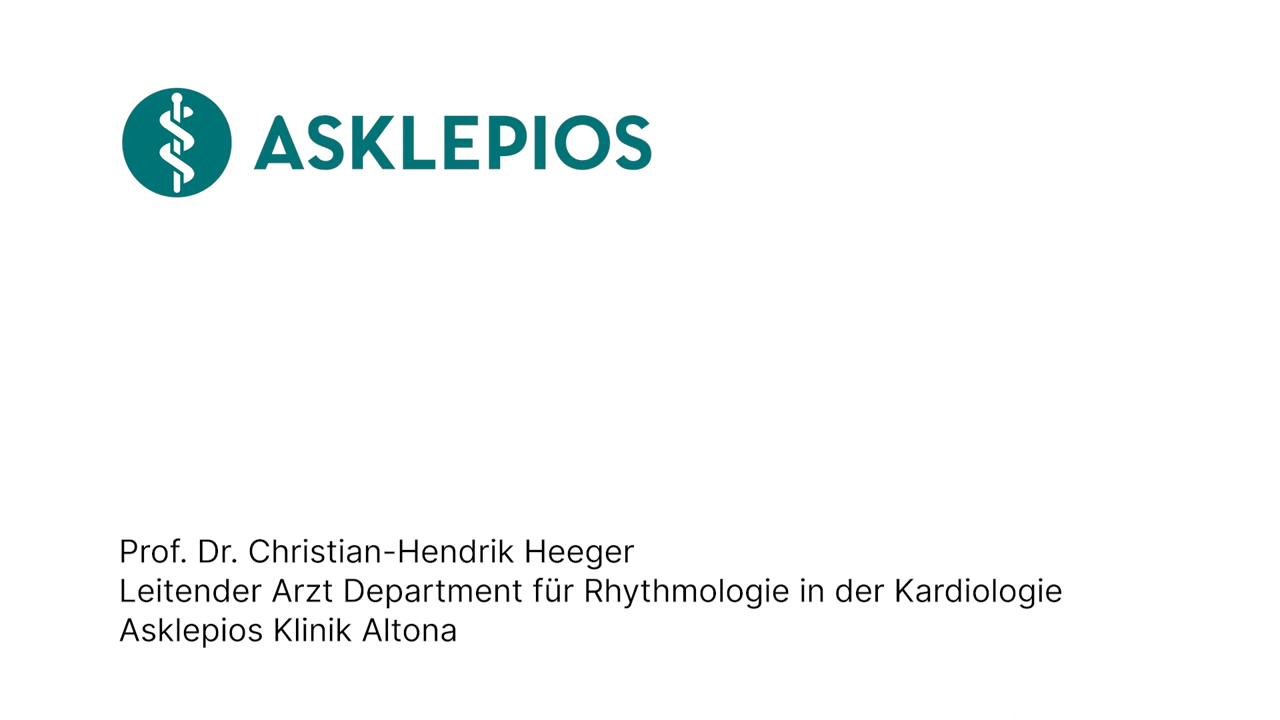 ASKLEPIOS
Prof. Dr. Christian-Hendrik Heeger
Leitender Arzt Department für Rhythmologie in der Kardiologie
Asklepios Klinik Altona